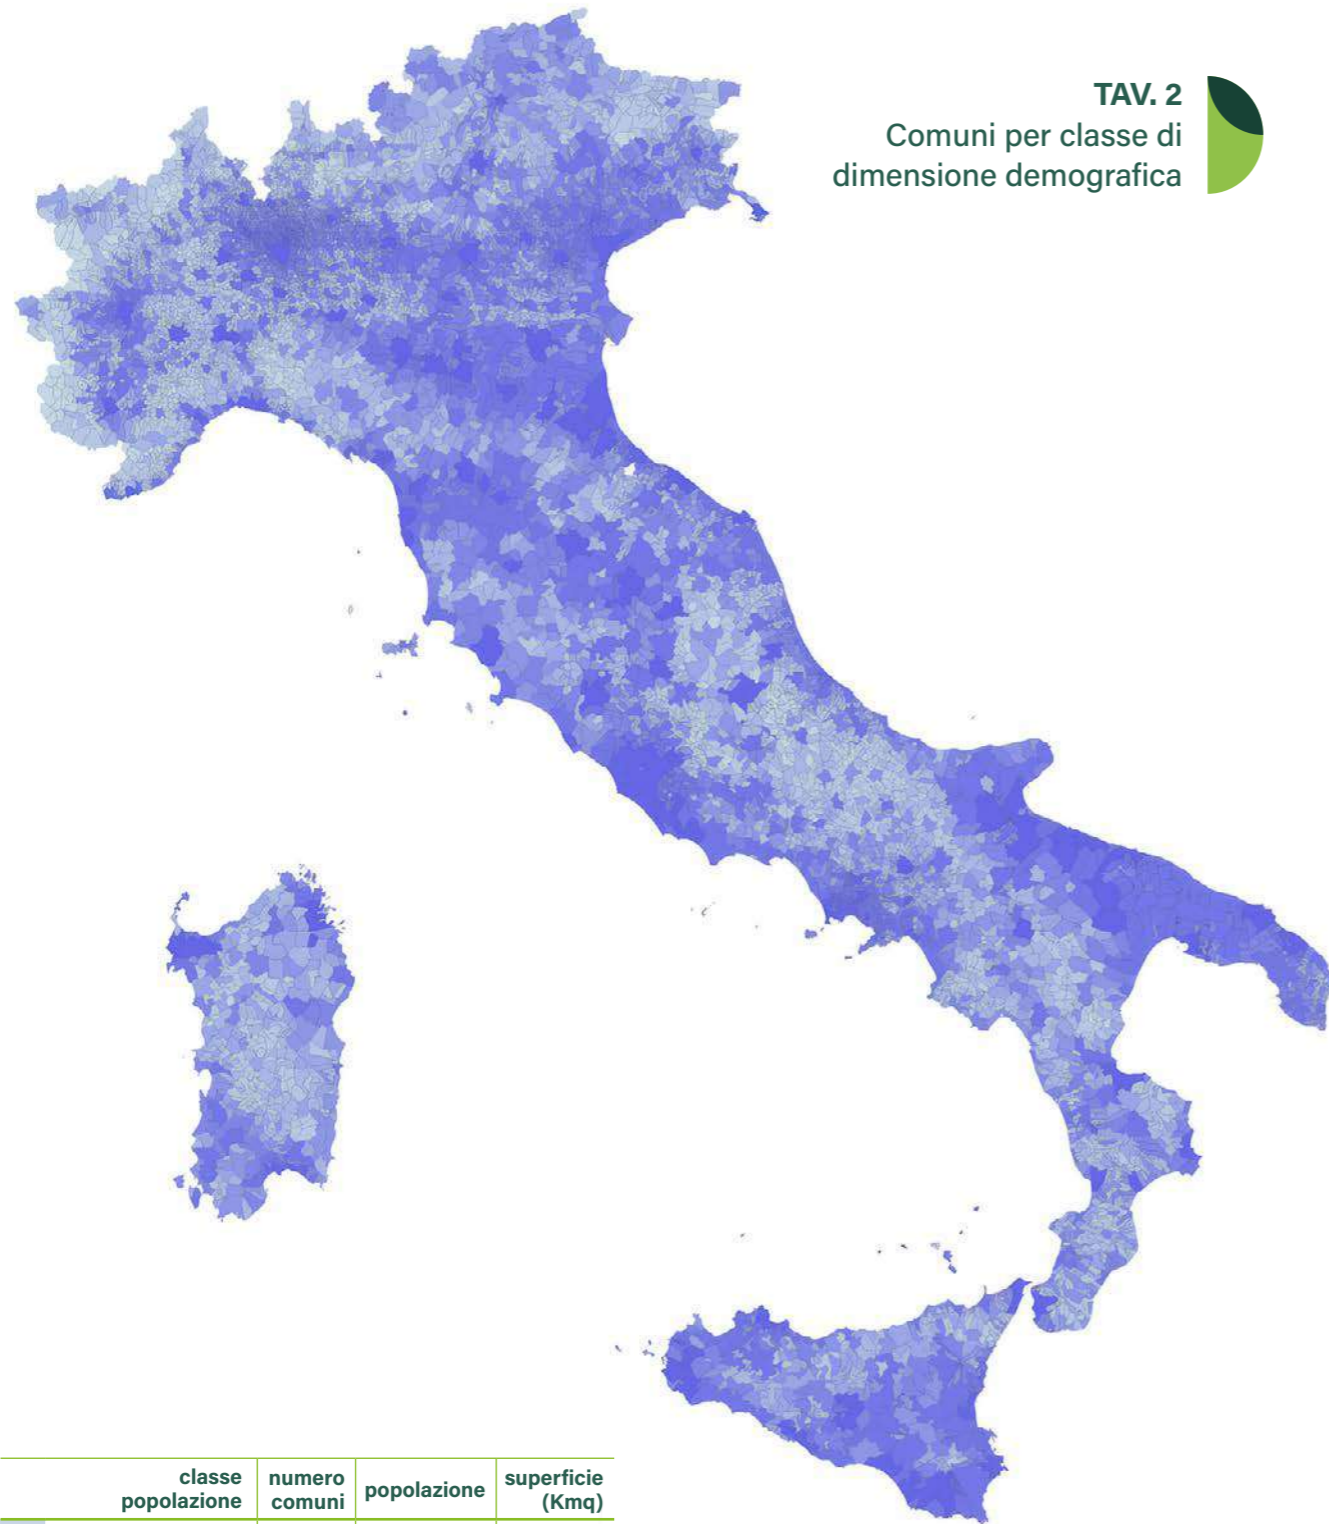 TAV. 2
Comuni per classe di
dimensione demografica
classe popolazione numero comuni popolazione superficie (Kmq)